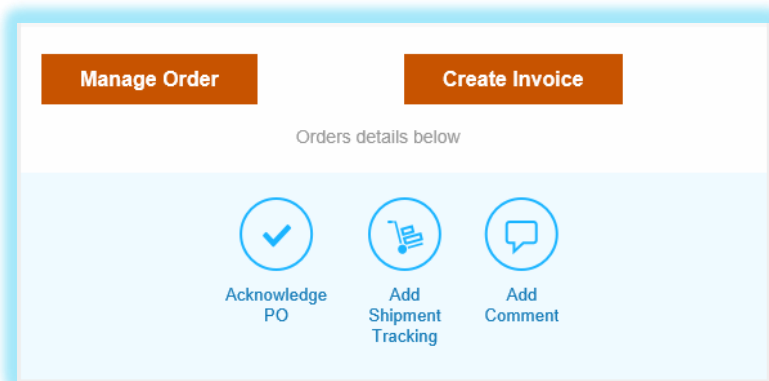 Manage Order
Create Invoice
Orders details below
Acknowledge
PO
Add
Shipment
Tracking
Add
Comment